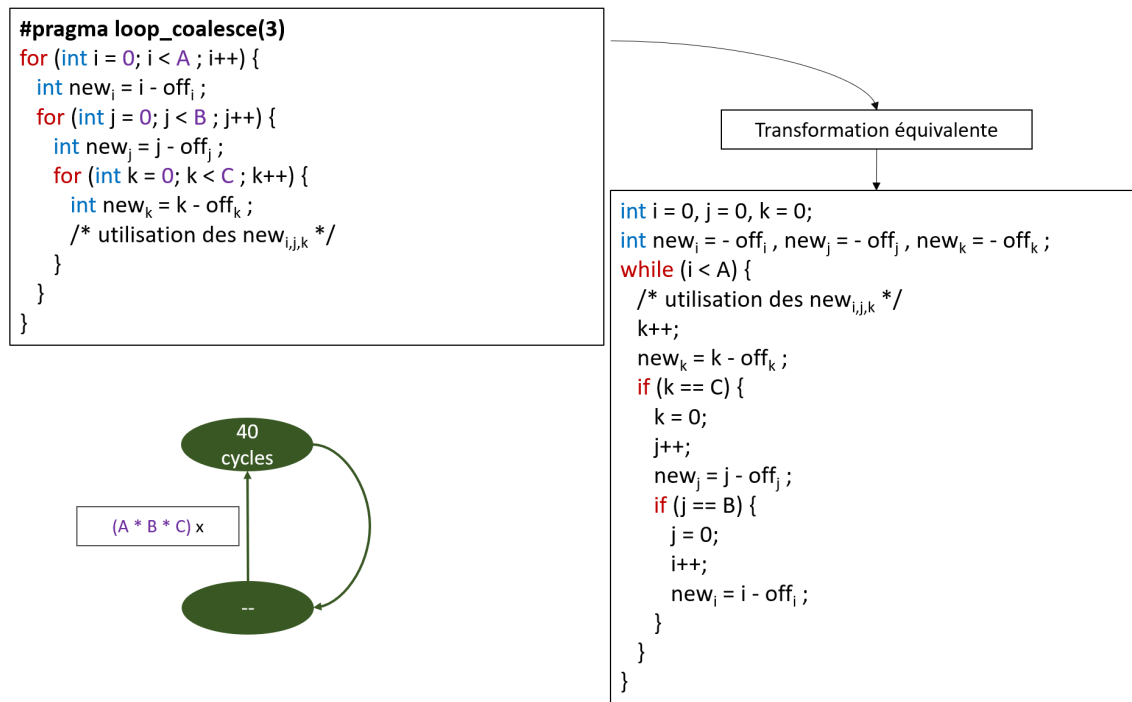 #pragma loop_coalesce(3)
for (int i = 0; i < A ; i++) {
int newᵢ = i - offᵢ ;
for (int j = 0; j < B ; j++) {
int newⱼ = j - offⱼ ;
for (int k = 0; k < C ; k++) {
int newₖ = k - offₖ ;
/* utilisation des new_{i,j,k} */
}
}
}
Transformation équivalente
int i = 0, j = 0, k = 0;
int newᵢ = - offᵢ , newⱼ = - offⱼ , newₖ = - offₖ ;
while (i < A) {
/* utilisation des new_{i,j,k} */
k++;
newₖ = k - offₖ ;
if (k == C) {
k = 0;
j++;
newⱼ = j - offⱼ ;
if (j == B) {
j = 0;
i++;
newᵢ = i - offᵢ ;
}
}
}
40
cycles
(A * B * C) x
--